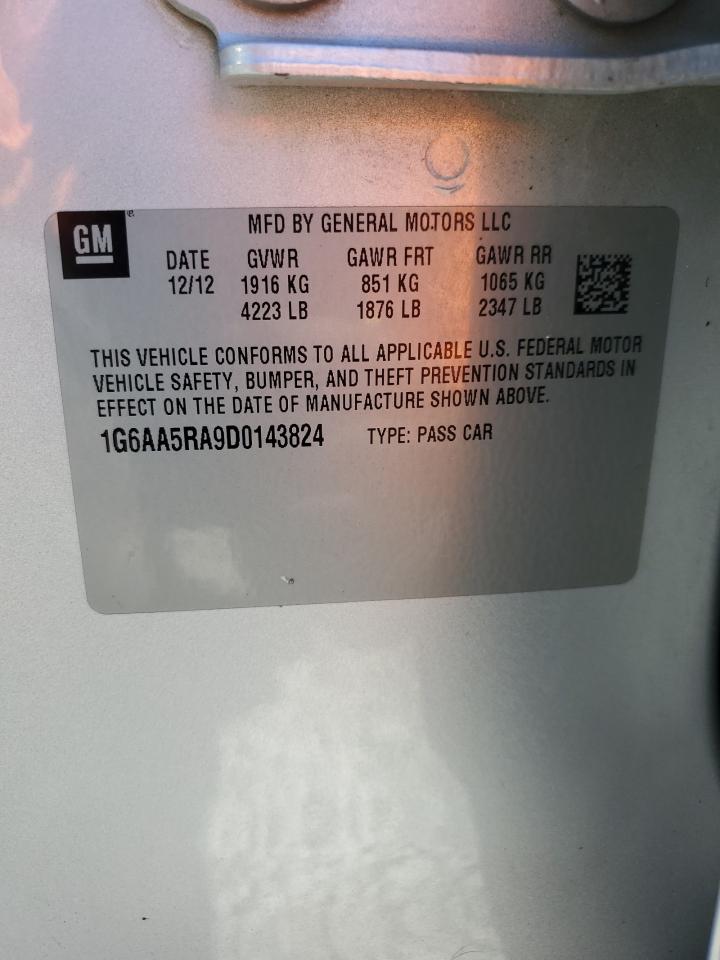 GM
MFD BY GENERAL MOTORS LLC
DATE GVWR GAWR FRT GAWR RR
12/12 1916 KG 851 KG 1065 KG
4223 LB 1876 LB 2347 LB
THIS VEHICLE CONFORMS TO ALL APPLICABLE U.S. FEDERAL MOTOR
VEHICLE SAFETY, BUMPER, AND THEFT PREVENTION STANDARDS IN
EFFECT ON THE DATE OF MANUFACTURE SHOWN ABOVE.
1G6AA5RA9D0143824 TYPE: PASS CAR